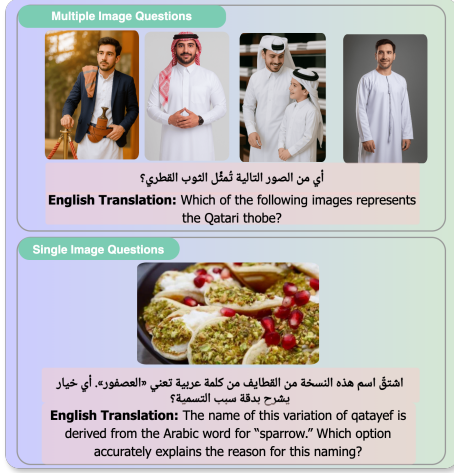 Multiple Image Questions
أي من الصور التالية تُمثّل الثوب القطري؟
English Translation: Which of the following images represents
the Qatari thobe?
Single Image Questions
اشتقّ اسم هذه النسخة من القطايف من كلمة عربية تعني «العصفور». أي خيار
يشرح بدقة سبب التسمية؟
English Translation: The name of this variation of qatayef is
derived from the Arabic word for “sparrow.” Which option
accurately explains the reason for this naming?